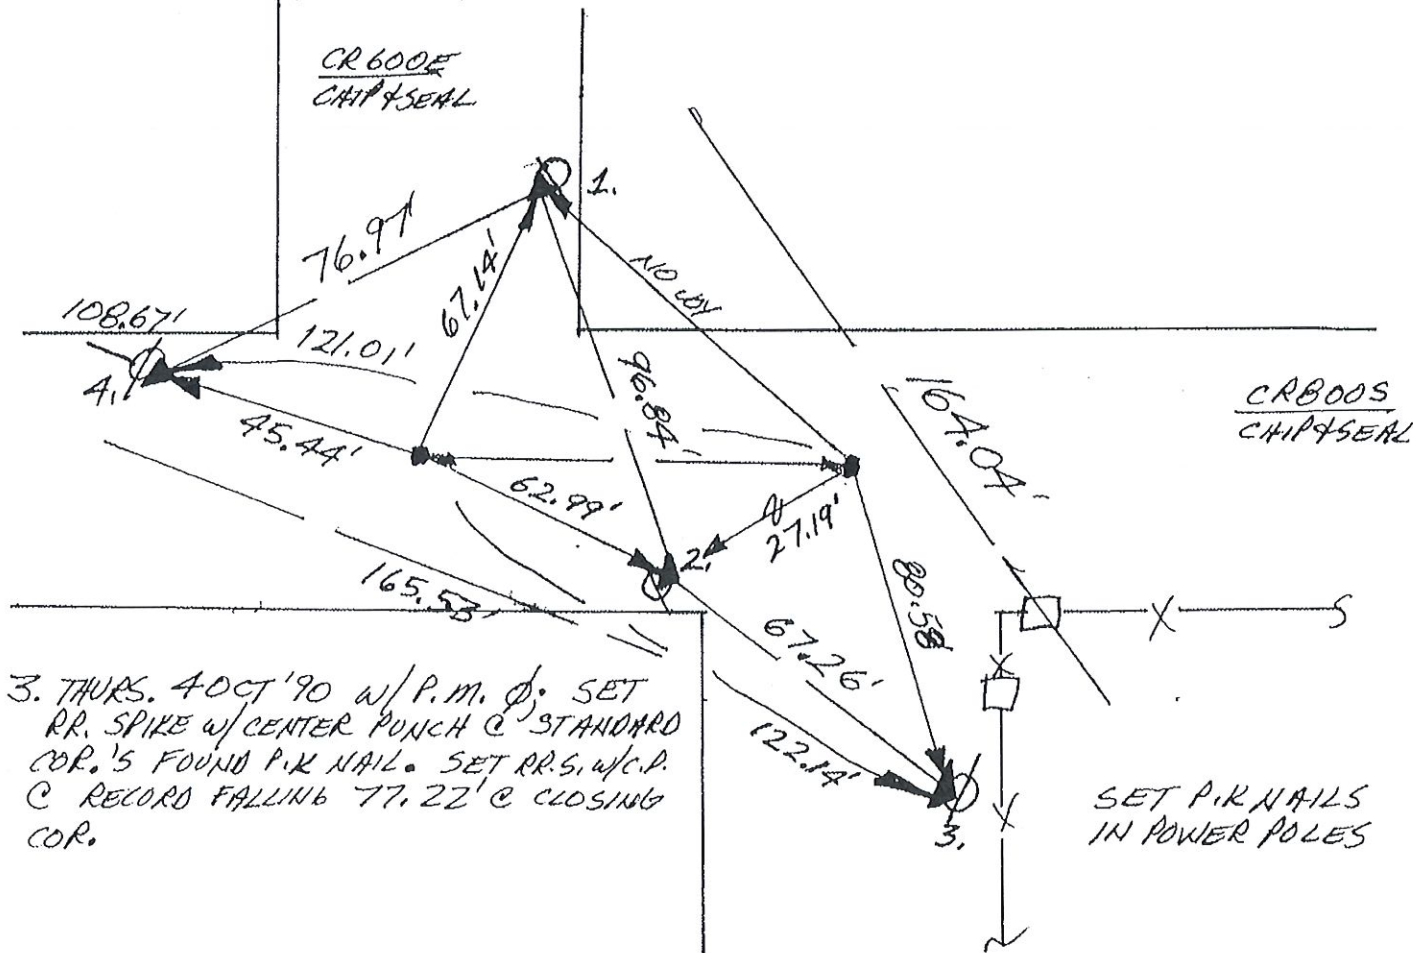 CR 600E
CHIP & SEAL
1.
76.97'
67.14'
NO WAY
108.67'
121.01'
4.
96.84'
164.04'
CR800S
CHIP & SEAL
45.44'
62.99'
27.19'
2.
165.53'
80.58'
67.26'
122.14'
3.
3. THURS. 4 OCT '90 W/ P.M. Ø; SET
RR. SPIKE W/ CENTER PUNCH @ STANDARD
COR.'S FOUND P.K NAIL. SET RR.S. W/C.P.
@ RECORD FALLING 77.22' @ CLOSING
COR.
SET P.K NAILS
IN POWER POLES